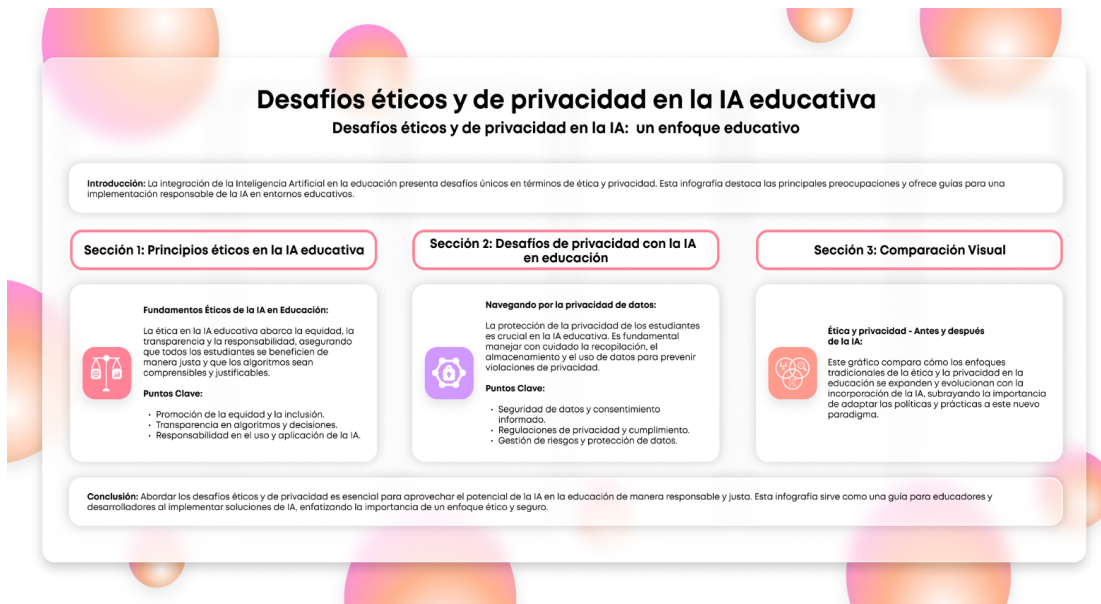 Desafíos éticos y de privacidad en la IA educativa
Desafíos éticos y de privacidad en la IA: un enfoque educativo
Introducción: La integración de la Inteligencia Artificial en la educación presenta desafíos únicos en términos de ética y privacidad. Esta infografía destaca las principales preocupaciones y ofrece guías para una
implementación responsable de la IA en entornos educativos.
Sección 1: Principios éticos en la IA educativa
Fundamentos Éticos de la IA en Educación:
La ética en la IA educativa abarca la equidad, la
transparencia y la responsabilidad, asegurando
que todos los estudiantes se beneficien de
manera justa y que los algoritmos sean
comprensibles y justificables.
Puntos Clave:
• Promoción de la equidad y la inclusión.
• Transparencia en algoritmos y decisiones.
• Responsabilidad en el uso y aplicación de la IA.
Sección 2: Desafíos de privacidad con la IA
en educación
Navegando por la privacidad de datos:
La protección de la privacidad de los estudiantes
es crucial en la IA educativa. Es fundamental
manejar con cuidado la recopilación, el
almacenamiento y el uso de datos para prevenir
violaciones de privacidad.
Puntos Clave:
• Seguridad de datos y consentimiento
informado.
• Regulaciones de privacidad y cumplimiento.
• Gestión de riesgos y protección de datos.
Sección 3: Comparación Visual
Ética y privacidad - Antes y después
de la IA:
Este gráfico compara cómo los enfoques
tradicionales de la ética y la privacidad en la
educación se expanden y evolucionan con la
incorporación de la IA, subrayando la importancia
de adaptar las políticas y prácticas a este nuevo
paradigma.
Conclusión: Abordar los desafíos éticos y de privacidad es esencial para aprovechar el potencial de la IA en la educación de manera responsable y justa. Esta infografía sirve como una guía para educadores y
desarrolladores al implementar soluciones de IA, enfatizando la importancia de un enfoque ético y seguro.